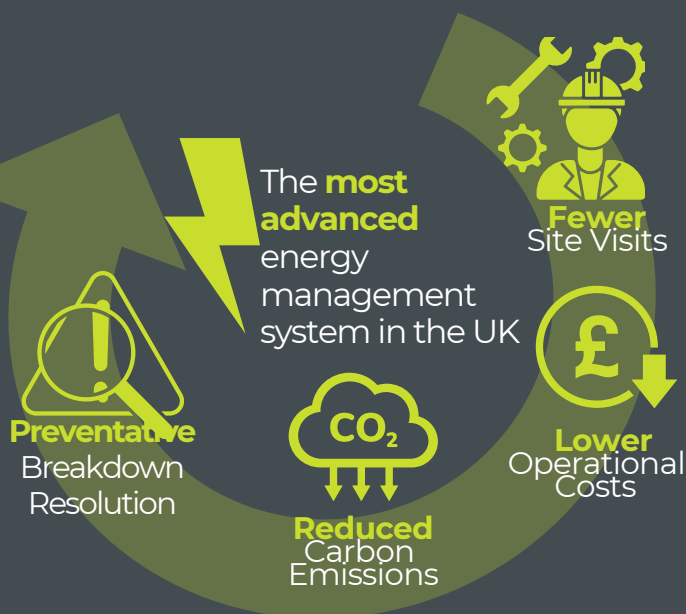 The most
advanced
energy
management
system in the UK
Fewer
Site Visits
£
Lower
Operational
Costs
CO₂
Reduced
Carbon
Emissions
Preventative
Breakdown
Resolution